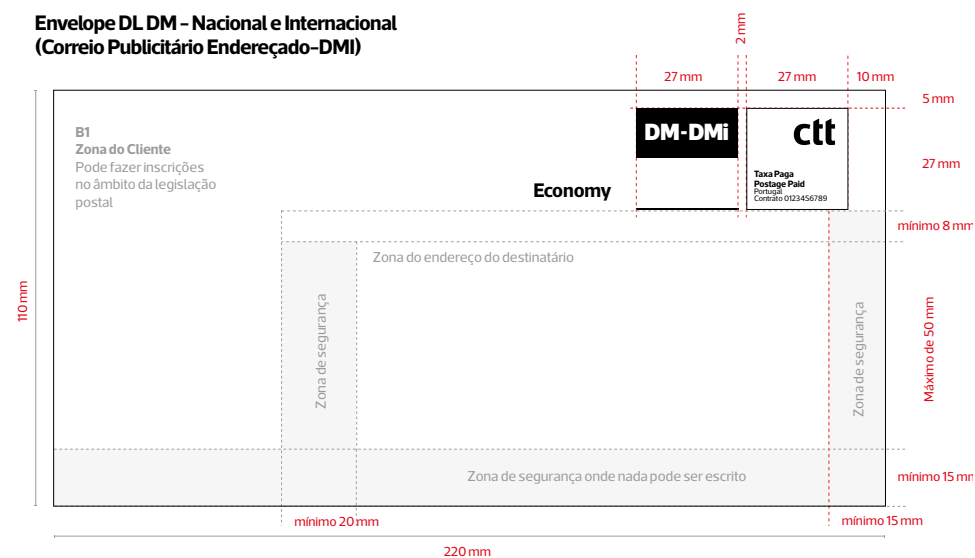 Envelope DL DM - Nacional e Internacional
(Correio Publicitário Endereçado-DMI)
2 mm
27 mm
27 mm
10 mm
5 mm
B1
Zona do Cliente
Pode fazer inscrições
no âmbito da legislação
postal
DM-DMi
ctt
27 mm
Taxa Paga
Postage Paid
Portugal
Contrato 0123456789
Economy
mínimo 8 mm
Zona do endereço do destinatário
110 mm
Zona de segurança
Zona de segurança
Máximo de 50 mm
Zona de segurança onde nada pode ser escrito
mínimo 15 mm
mínimo 20 mm
mínimo 15 mm
220 mm